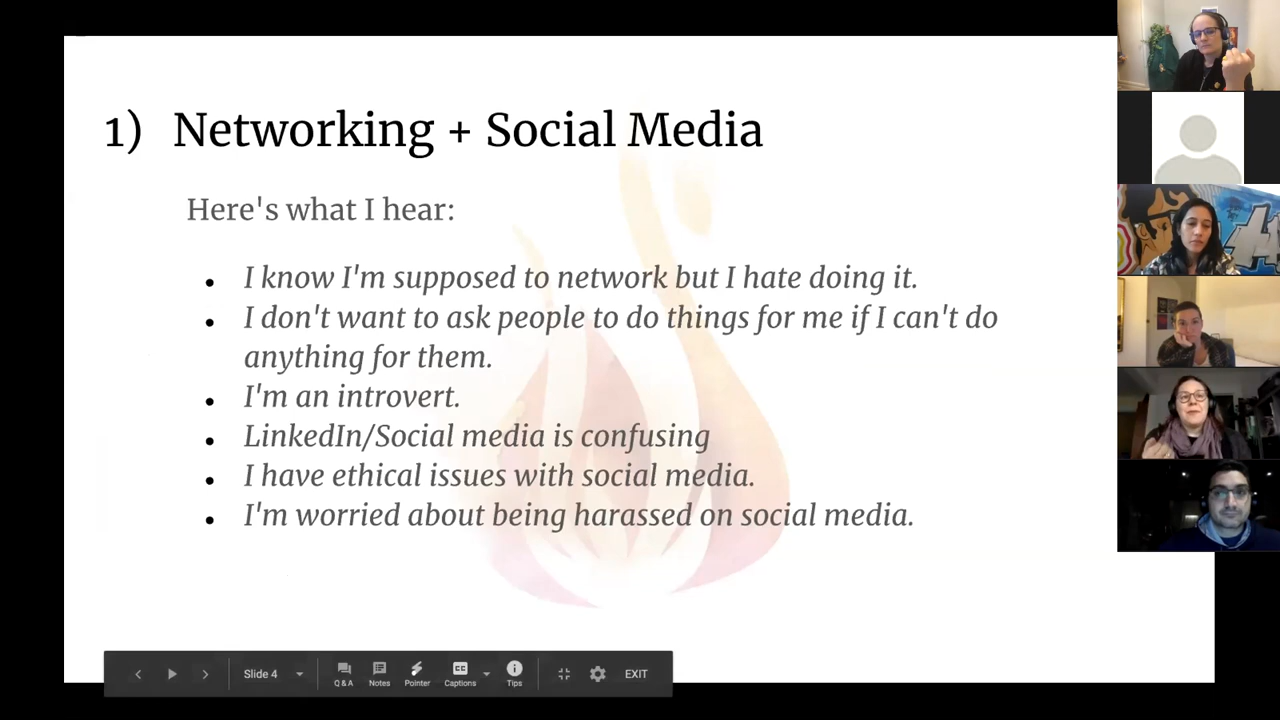 1) Networking + Social Media
Here's what I hear:
● I know I'm supposed to network but I hate doing it.
● I don't want to ask people to do things for me if I can't do
anything for them.
● I'm an introvert.
● LinkedIn/Social media is confusing
● I have ethical issues with social media.
● I'm worried about being harassed on social media.
Slide 4
Q & A
Notes
Pointer
CC
Captions
Tips
EXIT